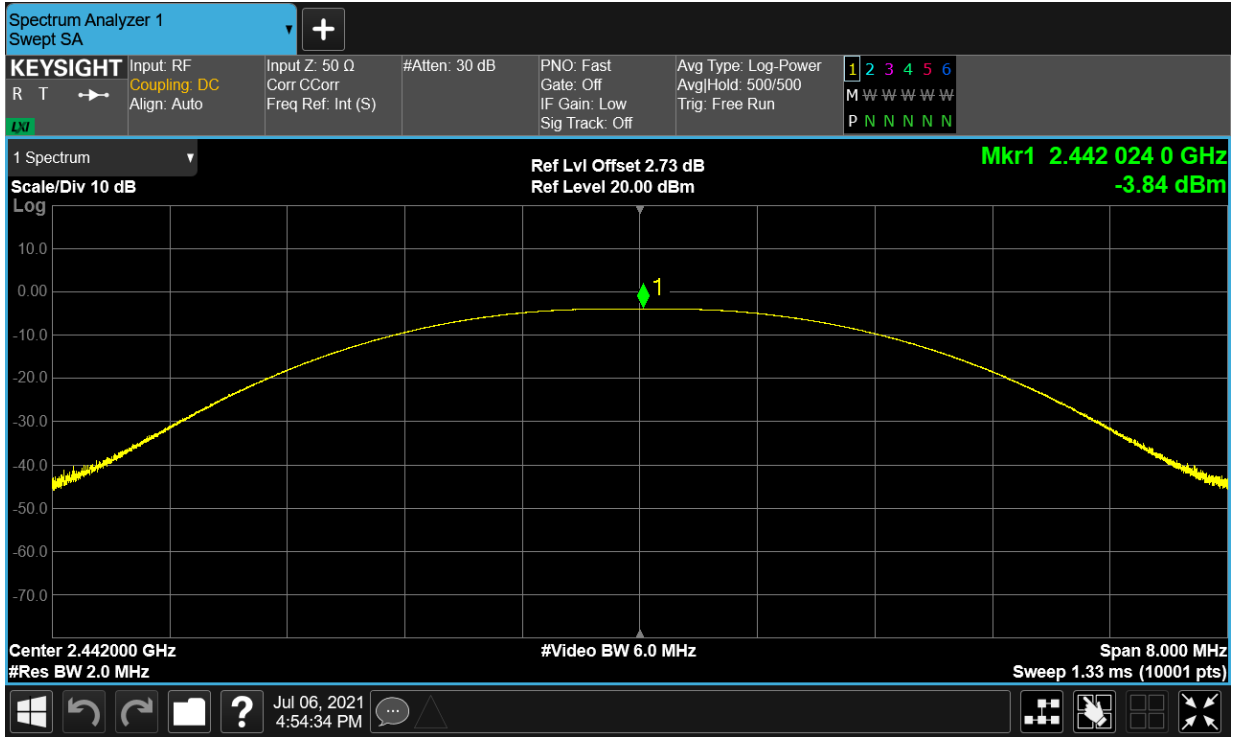 Spectrum Analyzer 1
Swept SA
KEYSIGHT
R T
LXI
Input: RF
Coupling: DC
Align: Auto
Input Z: 50 Ω
Corr CCorr
Freq Ref: Int (S)
#Atten: 30 dB
PNO: Fast
Gate: Off
IF Gain: Low
Sig Track: Off
Avg Type: Log-Power
Avg|Hold: 500/500
Trig: Free Run
1 2 3 4 5 6
M W W W W W
P N N N N N
1 Spectrum
Scale/Div 10 dB
Log
Ref Lvl Offset 2.73 dB
Ref Level 20.00 dBm
Mkr1 2.442 024 0 GHz
-3.84 dBm
10.0
0.00
-10.0
-20.0
-30.0
-40.0
-50.0
-60.0
-70.0
1
Center 2.442000 GHz
#Res BW 2.0 MHz
#Video BW 6.0 MHz
Span 8.000 MHz
Sweep 1.33 ms (10001 pts)
?
Jul 06, 2021
4:54:34 PM